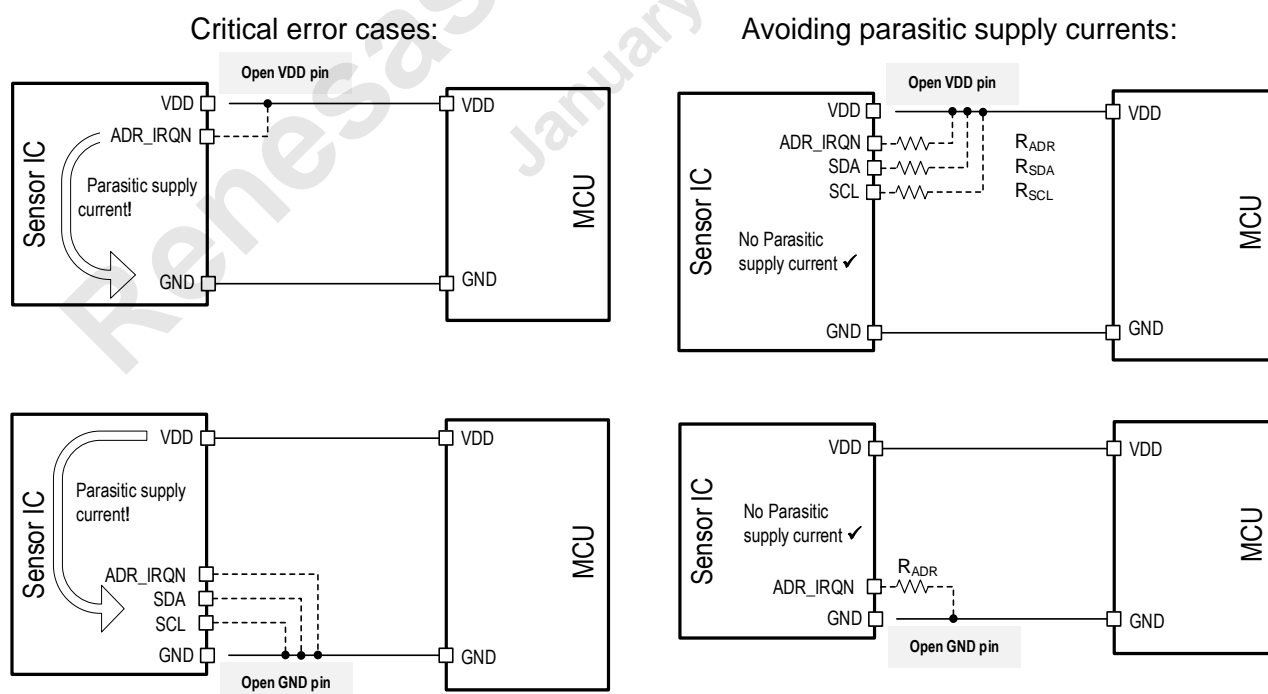 Critical error cases:
Open VDD pin
VDD
ADR_IRQN
Parasitic supply
current!
GND
Sensor IC
VDD
GND
MCU
Avoiding parasitic supply currents:
Open VDD pin
VDD
ADR_IRQN
SDA
SCL
RADR
RSDA
RSCL
No Parasitic
supply current ✓
GND
Sensor IC
VDD
GND
MCU
VDD
Parasitic supply
current!
ADR_IRQN
SDA
SCL
GND
Open GND pin
Sensor IC
VDD
GND
MCU
VDD
No Parasitic
supply current ✓
RADR
ADR_IRQN
GND
Open GND pin
Sensor IC
VDD
GND
MCU
Renesas
January